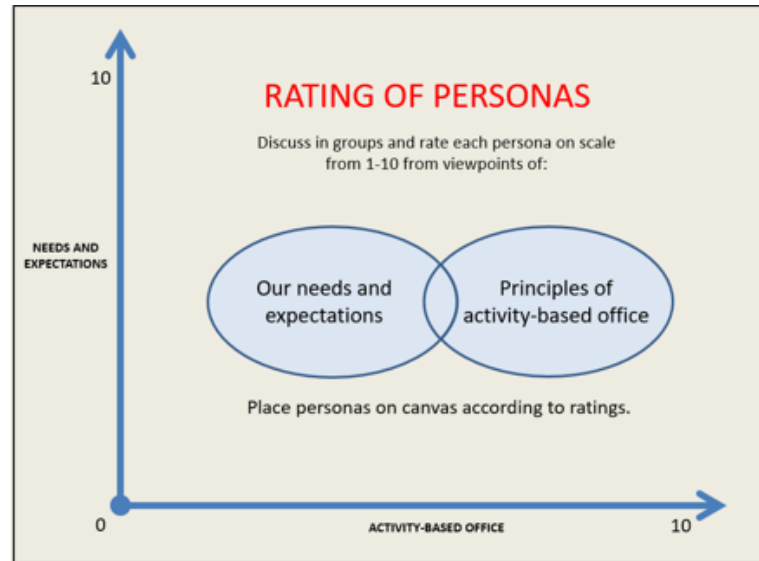 10
RATING OF PERSONAS
Discuss in groups and rate each persona on scale
from 1-10 from viewpoints of:
NEEDS AND
EXPECTATIONS
Our needs and
expectations
Principles of
activity-based office
Place personas on canvas according to ratings.
0
ACTIVITY-BASED OFFICE
10